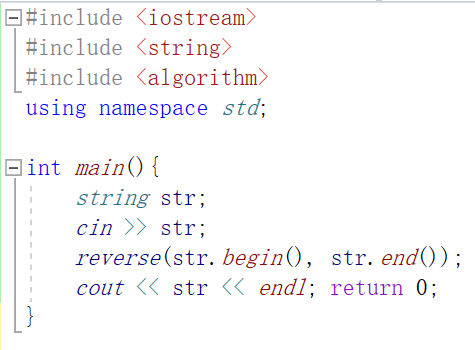 #include <iostream>
#include <string>
#include <algorithm>
using namespace std;
int main(){
string str;
cin >> str;
reverse(str.begin(), str.end());
cout << str << endl; return 0;
}